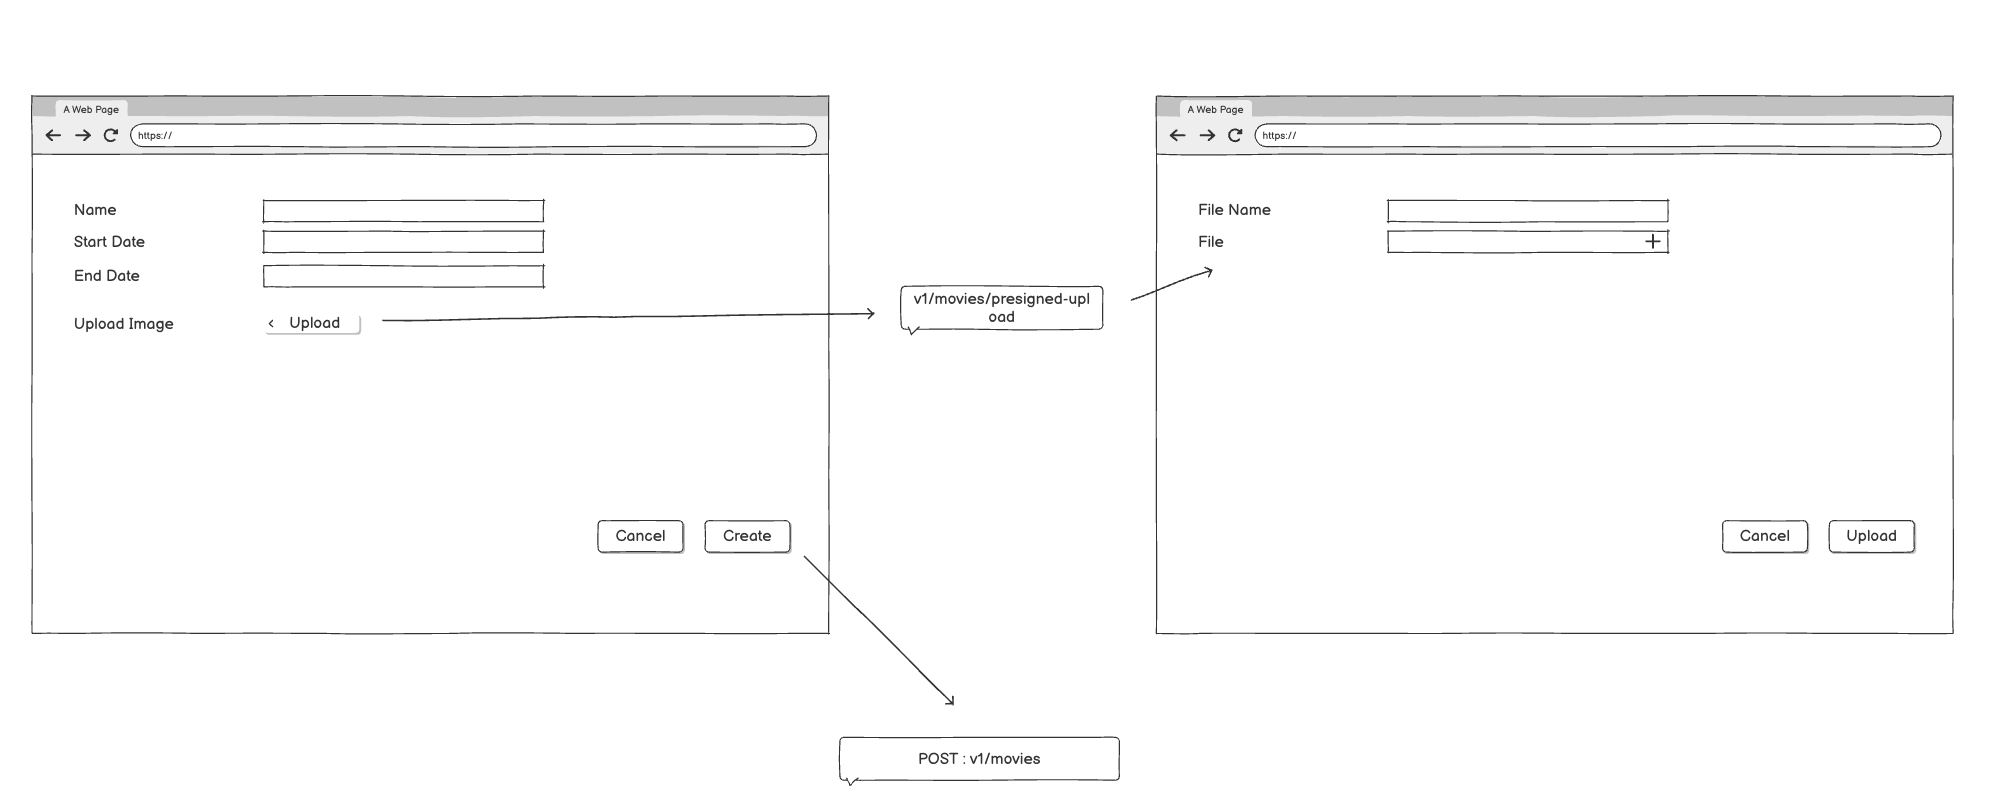 A Web Page
https://
Name
Start Date
End Date
Upload Image
< Upload
Cancel
Create
v1/movies/presigned-upl
oad
A Web Page
https://
File Name
File
Cancel
Upload
POST : v1/movies